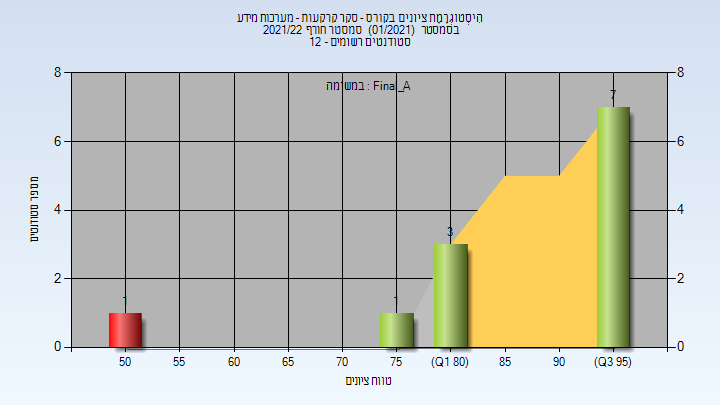 היסטוגרמת ציונים בקורס - סקר קרקעות - מערכות מידע
בסמסטר (01/2021) סמסטר חורף 2021/22
סטודנטים רשומים - 12
במשימה : Final_A
מספר סטודנטים
8 8
6 6
4 4
2 2
0 0
1 1 3 7
50 55 60 65 70 75 (Q1 80) 85 90 (Q3 95)
טווח ציונים